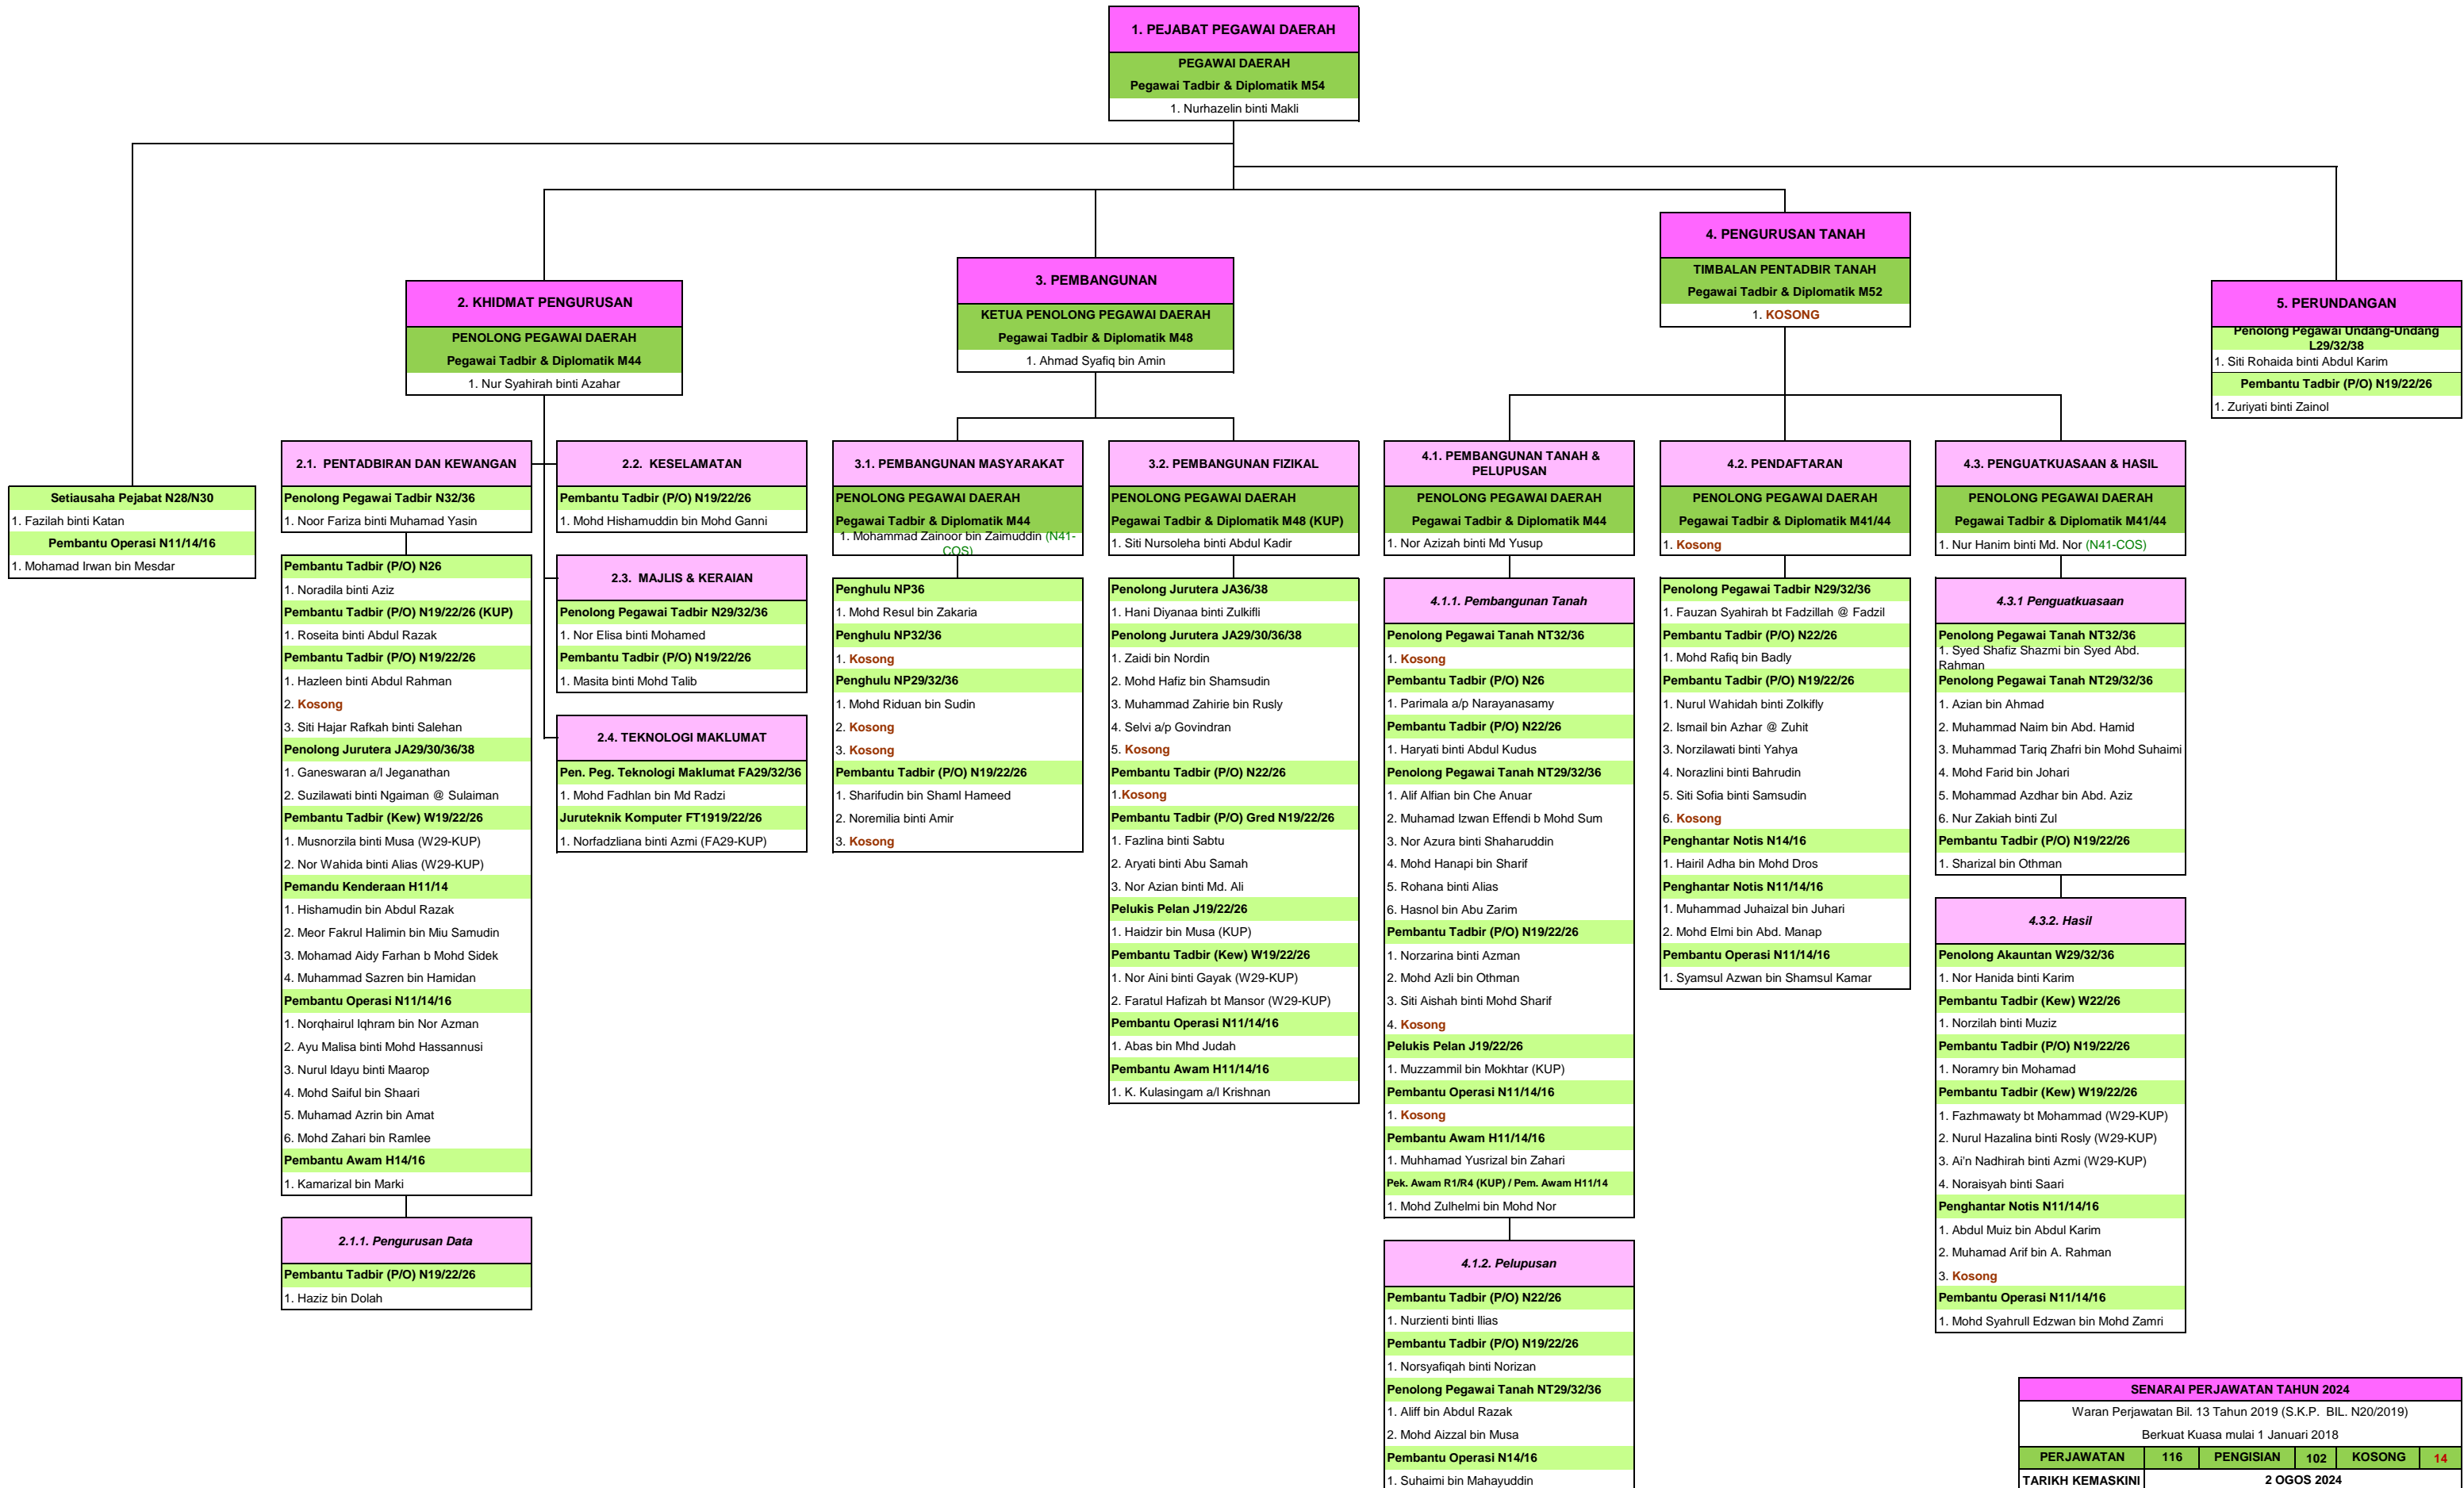 1. PEJABAT PEGAWAI DAERAH
PEGAWAI DAERAH
Pegawai Tadbir & Diplomatik M54
1. Nurhazelin binti Makli
Setiausaha Pejabat N28/N30
1. Fazilah binti Katan
Pembantu Operasi N11/14/16
1. Mohamad Irwan bin Mesdar
2. KHIDMAT PENGURUSAN
PENOLONG PEGAWAI DAERAH
Pegawai Tadbir & Diplomatik M44
1. Nur Syahirah binti Azahar
2.1. PENTADBIRAN DAN KEWANGAN
Penolong Pegawai Tadbir N32/36
1. Noor Fariza binti Muhamad Yasin
Pembantu Tadbir (P/O) N26
1. Noradila binti Aziz
Pembantu Tadbir (P/O) N19/22/26 (KUP)
1. Roseita binti Abdul Razak
Pembantu Tadbir (P/O) N19/22/26
1. Hazleen binti Abdul Rahman
2. Kosong
3. Siti Hajar Rafkah binti Salehan
Penolong Jurutera JA29/30/36/38
1. Ganeswaran a/l Jeganathan
2. Suzilawati binti Ngaiman @ Sulaiman
Pembantu Tadbir (Kew) W19/22/26
1. Musnorzila binti Musa (W29-KUP)
2. Nor Wahida binti Alias (W29-KUP)
Pemandu Kenderaan H11/14
1. Hishamudin bin Abdul Razak
2. Meor Fakrul Halimin bin Miu Samudin
3. Mohamad Aidy Farhan b Mohd Sidek
4. Muhammad Sazren bin Hamidan
Pembantu Operasi N11/14/16
1. Norqhairul Iqhram bin Nor Azman
2. Ayu Malisa binti Mohd Hassannusi
3. Nurul Idayu binti Maarop
4. Mohd Saiful bin Shaari
5. Muhamad Azrin bin Amat
6. Mohd Zahari bin Ramlee
Pembantu Awam H14/16
1. Kamarizal bin Marki
2.1.1. Pengurusan Data
Pembantu Tadbir (P/O) N19/22/26
1. Haziz bin Dolah
2.2. KESELAMATAN
Pembantu Tadbir (P/O) N19/22/26
1. Mohd Hishamuddin bin Mohd Ganni
2.3. MAJLIS & KERAIAN
Penolong Pegawai Tadbir N29/32/36
1. Nor Elisa binti Mohamed
Pembantu Tadbir (P/O) N19/22/26
1. Masita binti Mohd Talib
2.4. TEKNOLOGI MAKLUMAT
Pen. Peg. Teknologi Maklumat FA29/32/36
1. Mohd Fadhlan bin Md Radzi
Juruteknik Komputer FT1919/22/26
1. Norfadzliana binti Azmi (FA29-KUP)
3. PEMBANGUNAN
KETUA PENOLONG PEGAWAI DAERAH
Pegawai Tadbir & Diplomatik M48
1. Ahmad Syafiq bin Amin
3.1. PEMBANGUNAN MASYARAKAT
PENOLONG PEGAWAI DAERAH
Pegawai Tadbir & Diplomatik M44
1. Mohammad Zainoor bin Zaimuddin (N41-
COS)
Penghulu NP36
1. Mohd Resul bin Zakaria
Penghulu NP32/36
1. Kosong
Penghulu NP29/32/36
1. Mohd Riduan bin Sudin
2. Kosong
3. Kosong
Pembantu Tadbir (P/O) N19/22/26
1. Sharifudin bin Shaml Hameed
2. Noremilia binti Amir
3. Kosong
3.2. PEMBANGUNAN FIZIKAL
PENOLONG PEGAWAI DAERAH
Pegawai Tadbir & Diplomatik M48 (KUP)
1. Siti Nursoleha binti Abdul Kadir
Penolong Jurutera JA36/38
1. Hani Diyanaa binti Zulkifli
Penolong Jurutera JA29/30/36/38
1. Zaidi bin Nordin
2. Mohd Hafiz bin Shamsudin
3. Muhammad Zahirie bin Rusly
4. Selvi a/p Govindran
5. Kosong
Pembantu Tadbir (P/O) N22/26
1.Kosong
Pembantu Tadbir (P/O) Gred N19/22/26
1. Fazlina binti Sabtu
2. Aryati binti Abu Samah
3. Nor Azian binti Md. Ali
Pelukis Pelan J19/22/26
1. Haidzir bin Musa (KUP)
Pembantu Tadbir (Kew) W19/22/26
1. Nor Aini binti Gayak (W29-KUP)
2. Faratul Hafizah bt Mansor (W29-KUP)
Pembantu Operasi N11/14/16
1. Abas bin Mhd Judah
Pembantu Awam H11/14/16
1. K. Kulasingam a/l Krishnan
4. PENGURUSAN TANAH
TIMBALAN PENTADBIR TANAH
Pegawai Tadbir & Diplomatik M52
1. KOSONG
4.1. PEMBANGUNAN TANAH &
PELUPUSAN
PENOLONG PEGAWAI DAERAH
Pegawai Tadbir & Diplomatik M44
1. Nor Azizah binti Md Yusup
4.1.1. Pembangunan Tanah
Penolong Pegawai Tanah NT32/36
1. Kosong
Pembantu Tadbir (P/O) N26
1. Parimala a/p Narayanasamy
Pembantu Tadbir (P/O) N22/26
1. Haryati binti Abdul Kudus
Penolong Pegawai Tanah NT29/32/36
1. Alif Alfian bin Che Anuar
2. Muhamad Izwan Effendi b Mohd Sum
3. Nor Azura binti Shaharuddin
4. Mohd Hanapi bin Sharif
5. Rohana binti Alias
6. Hasnol bin Abu Zarim
Pembantu Tadbir (P/O) N19/22/26
1. Norzarina binti Azman
2. Mohd Azli bin Othman
3. Siti Aishah binti Mohd Sharif
4. Kosong
Pelukis Pelan J19/22/26
1. Muzzammil bin Mokhtar (KUP)
Pembantu Operasi N11/14/16
1. Kosong
Pembantu Awam H11/14/16
1. Muhhamad Yusrizal bin Zahari
Pek. Awam R1/R4 (KUP) / Pem. Awam H11/14
1. Mohd Zulhelmi bin Mohd Nor
4.1.2. Pelupusan
Pembantu Tadbir (P/O) N22/26
1. Nurzienti binti Ilias
Pembantu Tadbir (P/O) N19/22/26
1. Norsyafiqah binti Norizan
Penolong Pegawai Tanah NT29/32/36
1. Aliff bin Abdul Razak
2. Mohd Aizzal bin Musa
Pembantu Operasi N14/16
1. Suhaimi bin Mahayuddin
4.2. PENDAFTARAN
PENOLONG PEGAWAI DAERAH
Pegawai Tadbir & Diplomatik M41/44
1. Kosong
Penolong Pegawai Tadbir N29/32/36
1. Fauzan Syahirah bt Fadzillah @ Fadzil
Pembantu Tadbir (P/O) N22/26
1. Mohd Rafiq bin Badly
Pembantu Tadbir (P/O) N19/22/26
1. Nurul Wahidah binti Zolkifly
2. Ismail bin Azhar @ Zuhit
3. Norzilawati binti Yahya
4. Norazlini binti Bahrudin
5. Siti Sofia binti Samsudin
6. Kosong
Penghantar Notis N14/16
1. Hairil Adha bin Mohd Dros
Penghantar Notis N11/14/16
1. Muhammad Juhaizal bin Juhari
2. Mohd Elmi bin Abd. Manap
Pembantu Operasi N11/14/16
1. Syamsul Azwan bin Shamsul Kamar
4.3. PENGUATKUASAAN & HASIL
PENOLONG PEGAWAI DAERAH
Pegawai Tadbir & Diplomatik M41/44
1. Nur Hanim binti Md. Nor (N41-COS)
4.3.1 Penguatkuasaan
Penolong Pegawai Tanah NT32/36
1. Syed Shafiz Shazmi bin Syed Abd.
Rahman
Penolong Pegawai Tanah NT29/32/36
1. Azian bin Ahmad
2. Muhammad Naim bin Abd. Hamid
3. Muhammad Tariq Zhafri bin Mohd Suhaimi
4. Mohd Farid bin Johari
5. Mohammad Azdhar bin Abd. Aziz
6. Nur Zakiah binti Zul
Pembantu Tadbir (P/O) N19/22/26
1. Sharizal bin Othman
4.3.2. Hasil
Penolong Akauntan W29/32/36
1. Nor Hanida binti Karim
Pembantu Tadbir (Kew) W22/26
1. Norzilah binti Muziz
Pembantu Tadbir (P/O) N19/22/26
1. Noramry bin Mohamad
Pembantu Tadbir (Kew) W19/22/26
1. Fazhmawaty bt Mohammad (W29-KUP)
2. Nurul Hazalina binti Rosly (W29-KUP)
3. Ai'n Nadhirah binti Azmi (W29-KUP)
4. Noraisyah binti Saari
Penghantar Notis N11/14/16
1. Abdul Muiz bin Abdul Karim
2. Muhamad Arif bin A. Rahman
3. Kosong
Pembantu Operasi N11/14/16
1. Mohd Syahrull Edzwan bin Mohd Zamri
5. PERUNDANGAN
Penolong Pegawai Undang-Undang
L29/32/38
1. Siti Rohaida binti Abdul Karim
Pembantu Tadbir (P/O) N19/22/26
1. Zuriyati binti Zainol
SENARAI PERJAWATAN TAHUN 2024
Waran Perjawatan Bil. 13 Tahun 2019 (S.K.P. BIL. N20/2019)
Berkuat Kuasa mulai 1 Januari 2018
PERJAWATAN 116 PENGISIAN 102 KOSONG 14
TARIKH KEMASKINI 2 OGOS 2024